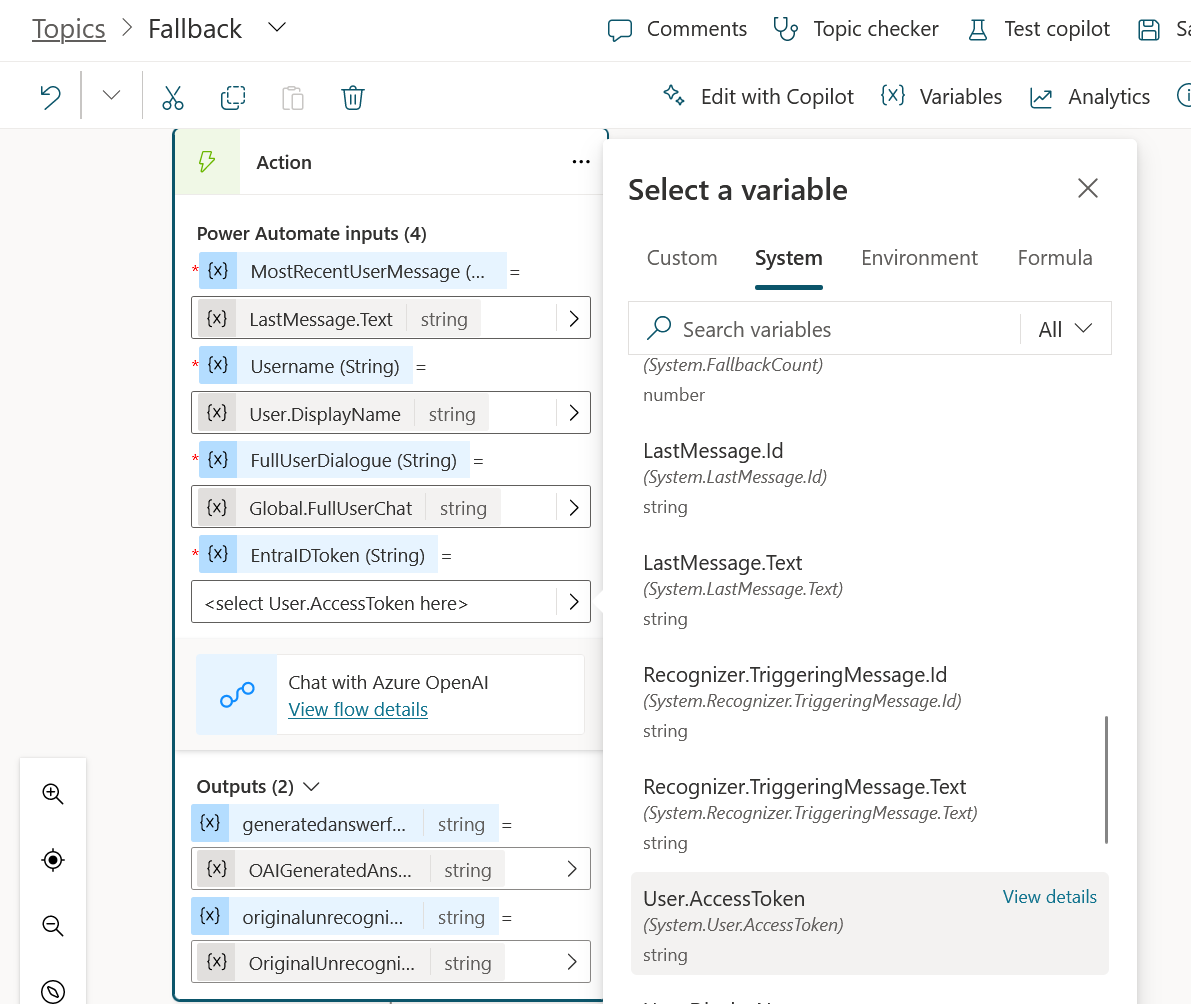 Topics > Fallback
Comments
Topic checker
Test copilot
Sa
Edit with Copilot
{x} Variables
Analytics
Action
...
Power Automate inputs (4)
* {x} MostRecentUserMessage (... =
{x} LastMessage.Text string
* {x} Username (String) =
{x} User.DisplayName string
* {x} FullUserDialogue (String) =
{x} Global.FullUserChat string
* {x} EntraIDToken (String) =
<select User.AccessToken here>
Chat with Azure OpenAI
View flow details
Outputs (2)
{x} generatedanswerf... string =
{x} OAIGeneratedAns... string
{x} originalunrecogni... string =
{x} OriginalUnrecogni... string
Select a variable
Custom System Environment Formula
Search variables All
(System.FallbackCount)
number
LastMessage.Id
(System.LastMessage.Id)
string
LastMessage.Text
(System.LastMessage.Text)
string
Recognizer.TriggeringMessage.Id
(System.Recognizer.TriggeringMessage.Id)
string
Recognizer.TriggeringMessage.Text
(System.Recognizer.TriggeringMessage.Text)
string
User.AccessToken View details
(System.User.AccessToken)
string